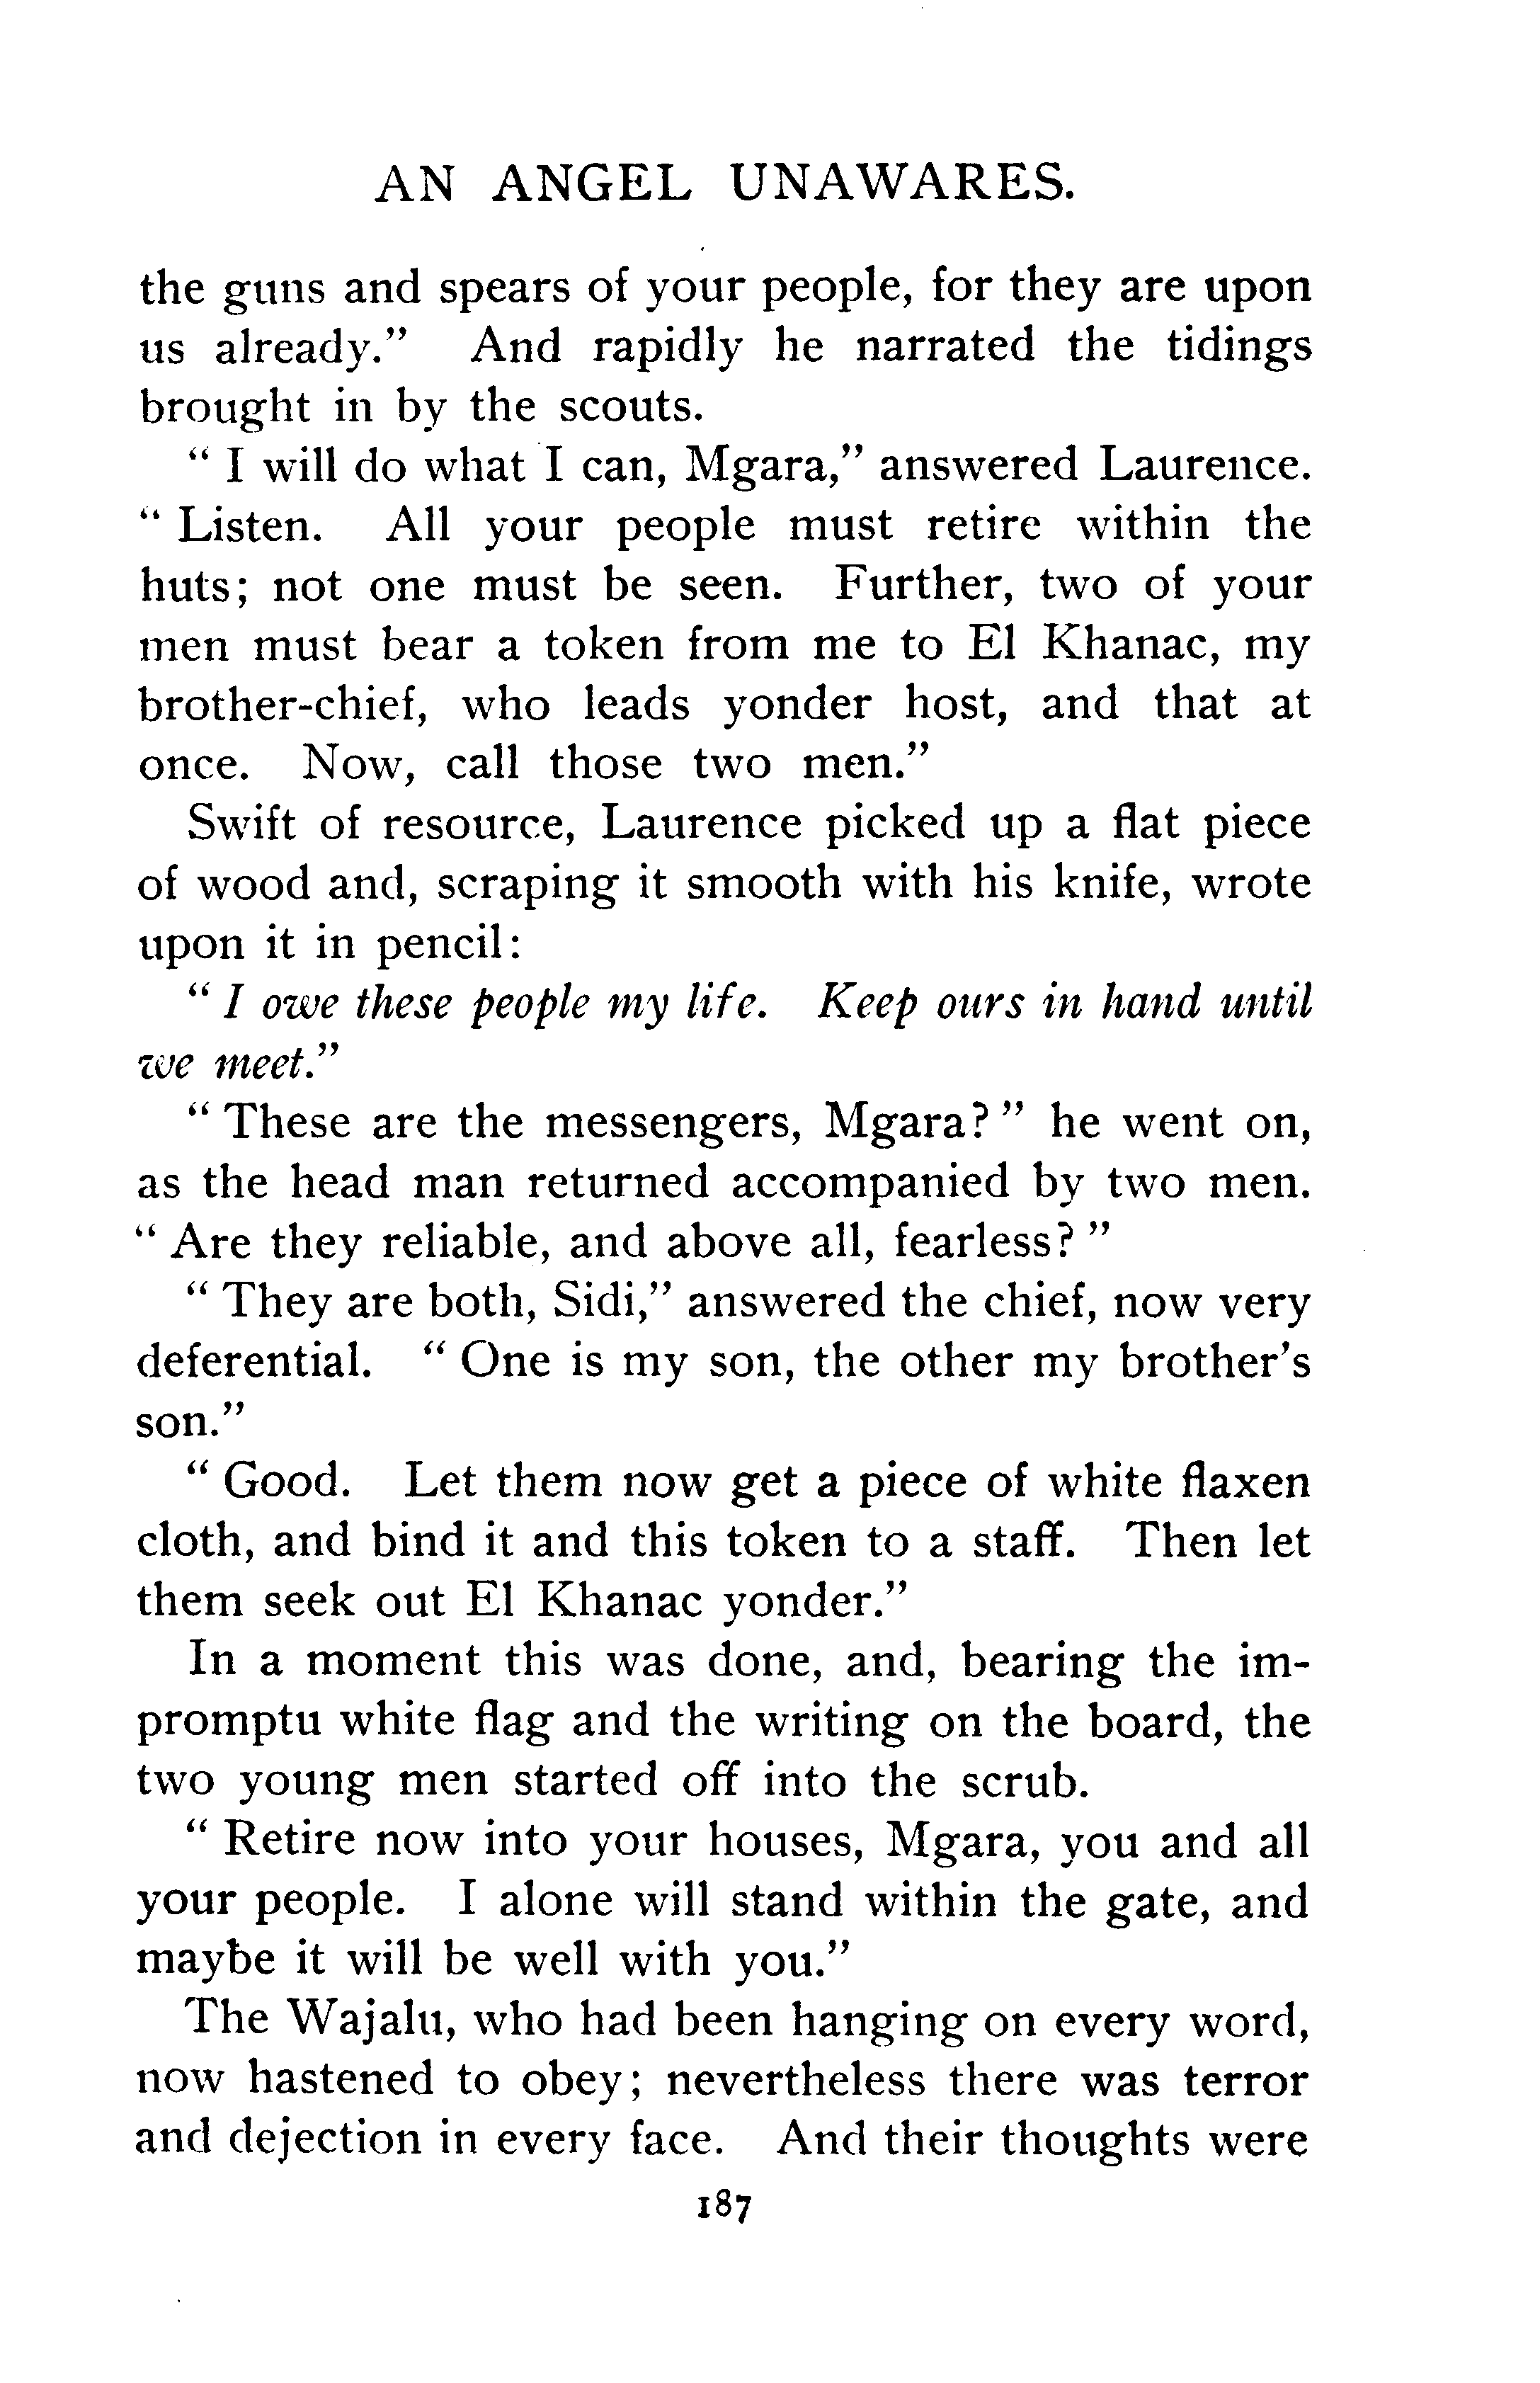 AN ANGEL UNAWARES.
the guns and spears of your people, for they are upon
us already.” And rapidly he narrated the tidings
brought in by the scouts.
“ I will do what I can, Mgara,” answered Laurence.
“ Listen. All your people must retire within the
huts; not one must be seen. Further, two of your
men must bear a token from me to El Khanac, my
brother-chief, who leads yonder host, and that at
once. Now, call those two men.”
Swift of resource, Laurence picked up a flat piece
of wood and, scraping it smooth with his knife, wrote
upon it in pencil:
“ I owe these people my life. Keep ours in hand until
we meet.”
“ These are the messengers, Mgara? ” he went on,
as the head man returned accompanied by two men.
“ Are they reliable, and above all, fearless? ”
“ They are both, Sidi,” answered the chief, now very
deferential. “ One is my son, the other my brother’s
son.”
“ Good. Let them now get a piece of white flaxen
cloth, and bind it and this token to a staff. Then let
them seek out El Khanac yonder.”
In a moment this was done, and, bearing the im-
promptu white flag and the writing on the board, the
two young men started off into the scrub.
“ Retire now into your houses, Mgara, you and all
your people. I alone will stand within the gate, and
maybe it will be well with you.”
The Wajalu, who had been hanging on every word,
now hastened to obey; nevertheless there was terror
and dejection in every face. And their thoughts were
187